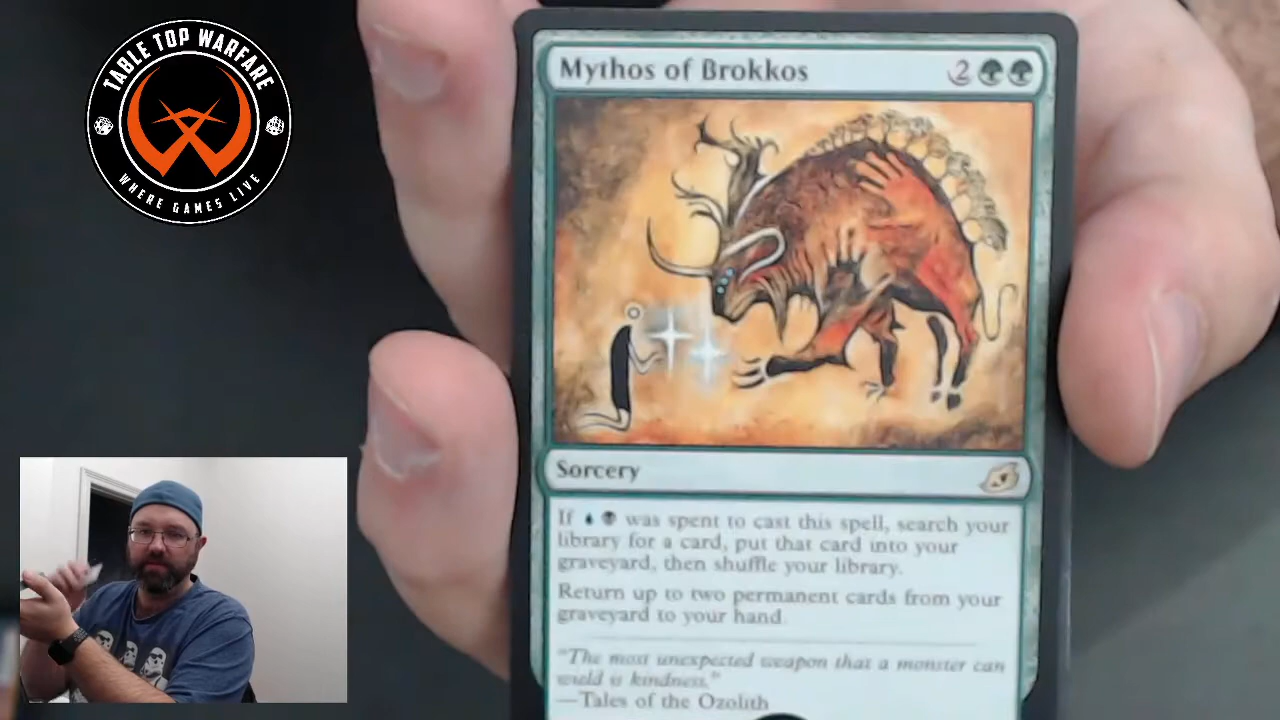 TABLE TOP WARFARE
WHERE GAMES LIVE
Mythos of Brokkos 2
Sorcery
If was spent to cast this spell, search your
library for a card, put that card into your
graveyard, then shuffle your library.
Return up to two permanent cards from your
graveyard to your hand.
"The most unexpected weapon that a monster can
wield is kindness."
—Tales of the Ozolith